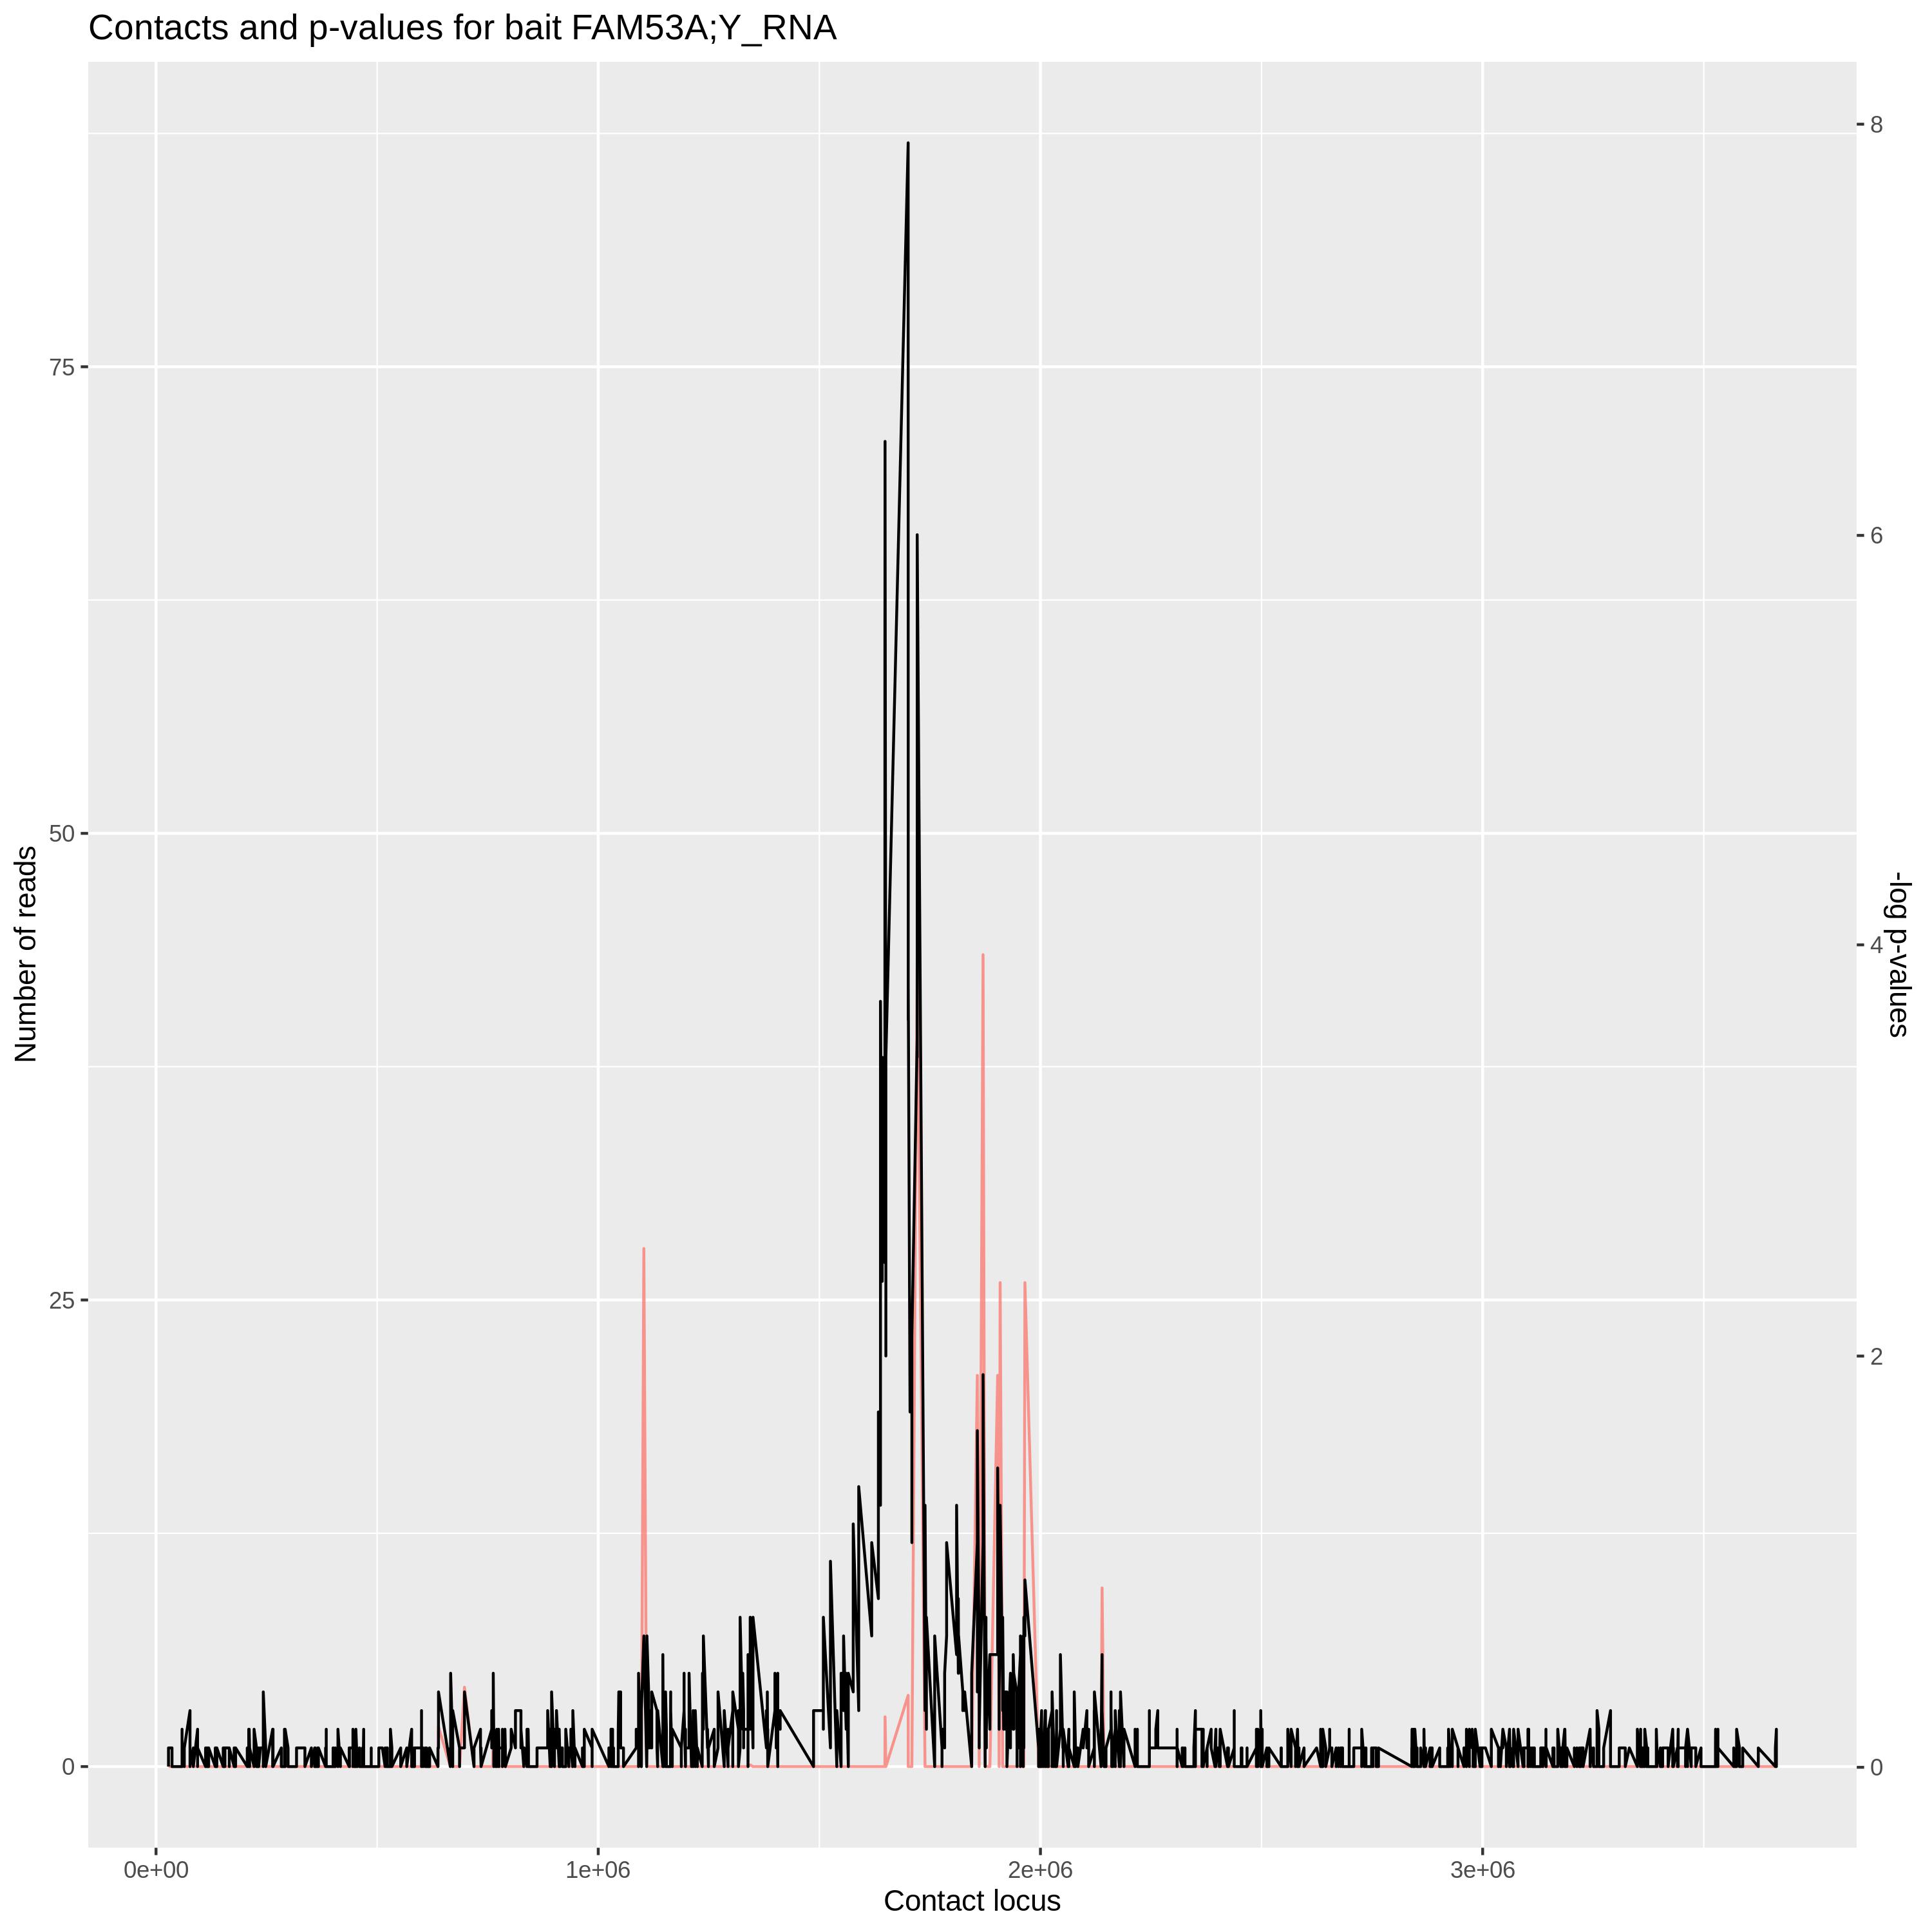 Contacts and p-values for bait FAM53A;Y_RNA
Number of reads
75
50
25
0
8
6
4
2
0
-log p-values
0e+00
1e+06
2e+06
3e+06
Contact locus